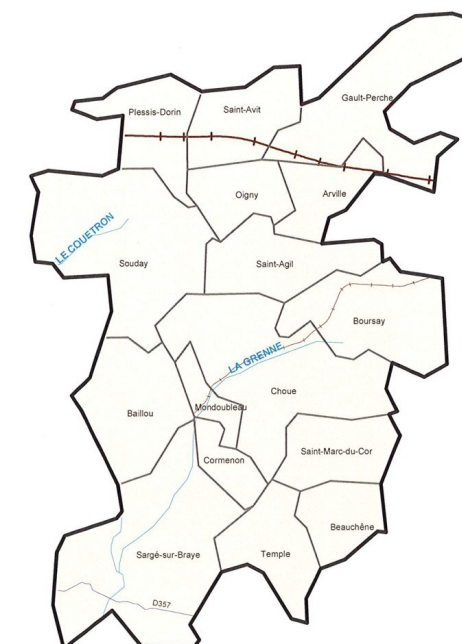 Gault-Perche
Plessis-Dorin
Saint-Avit
Oigny
Arville
LE COUETRON
Souday
Saint-Agil
Boursay
LA GRENNE
Choue
Mondoubleau
Baillou
Saint-Marc-du-Cor
Cormenon
Beauchêne
Sargé-sur-Braye
Temple
D357